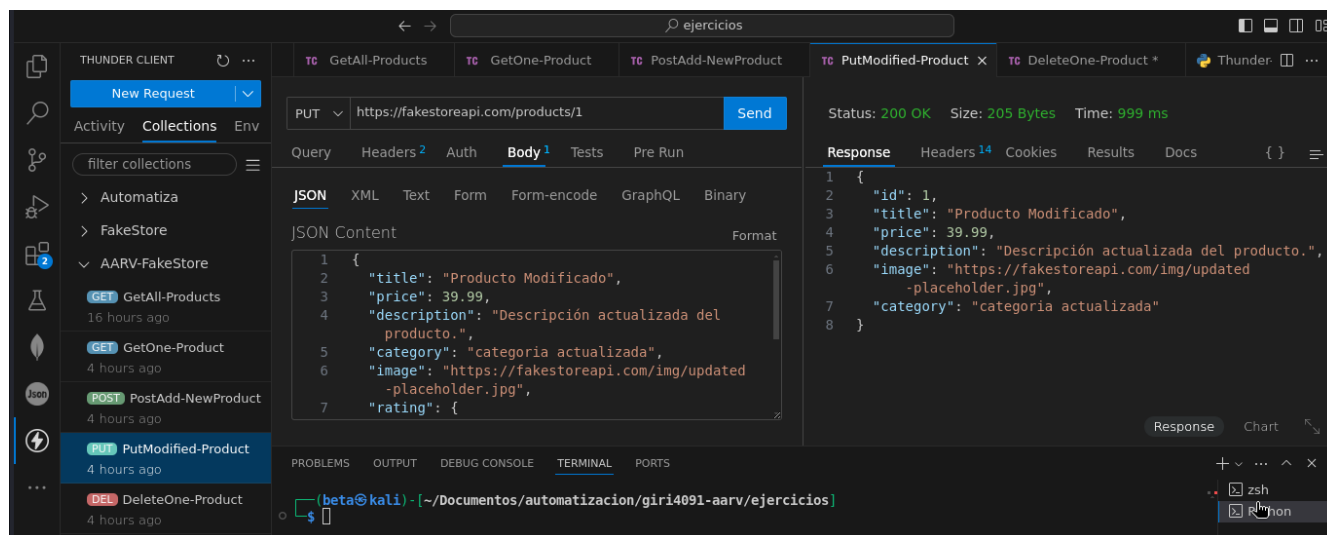 ejercicios
THUNDER CLIENT
New Request
Activity Collections Env
filter collections
Automatiza
FakeStore
AARV-FakeStore
GET GetAll-Products
16 hours ago
GET GetOne-Product
4 hours ago
POST PostAdd-NewProduct
4 hours ago
PUT PutModified-Product
4 hours ago
DEL DeleteOne-Product
4 hours ago
2
Json
TC GetAll-Products TC GetOne-Product TC PostAdd-NewProduct TC PutModified-Product TC DeleteOne-Product * Thunder-
PUT https://fakestoreapi.com/products/1 Send
Query Headers 2 Auth Body 1 Tests Pre Run
JSON XML Text Form Form-encode GraphQL Binary
JSON Content Format
1 {
2 "title": "Producto Modificado",
3 "price": 39.99,
4 "description": "Descripción actualizada del
producto.",
5 "category": "categoria actualizada",
6 "image": "https://fakestoreapi.com/img/updated
-placeholder.jpg",
7 "rating": {
Status: 200 OK Size: 205 Bytes Time: 999 ms
Response Headers 14 Cookies Results Docs { }
1 {
2 "id": 1,
3 "title": "Producto Modificado",
4 "price": 39.99,
5 "description": "Descripción actualizada del producto.",
6 "image": "https://fakestoreapi.com/img/updated
-placeholder.jpg",
7 "category": "categoria actualizada"
8 }
Response Chart
PROBLEMS OUTPUT DEBUG CONSOLE TERMINAL PORTS
(beta㉿kali)-[~/Documentos/automatizacion/giri4091-aarv/ejercicios]
$
zsh